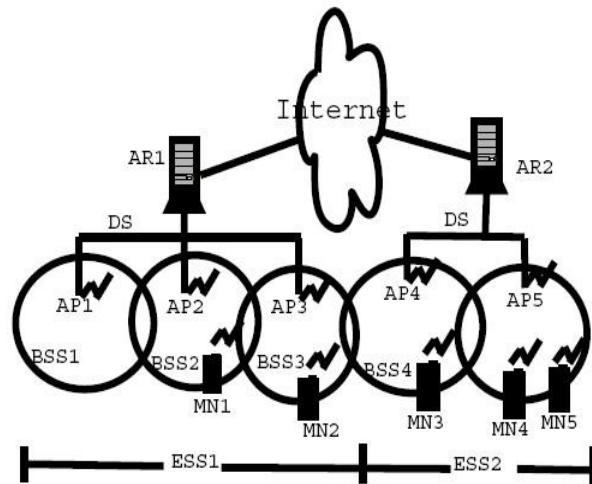 Internet
AR1
AR2
DS
DS
AP1
AP2
AP3
AP4
AP5
BSS1
BSS2
BSS3
BSS4
MN1
MN2
MN3
MN4
MN5
ESS1
ESS2